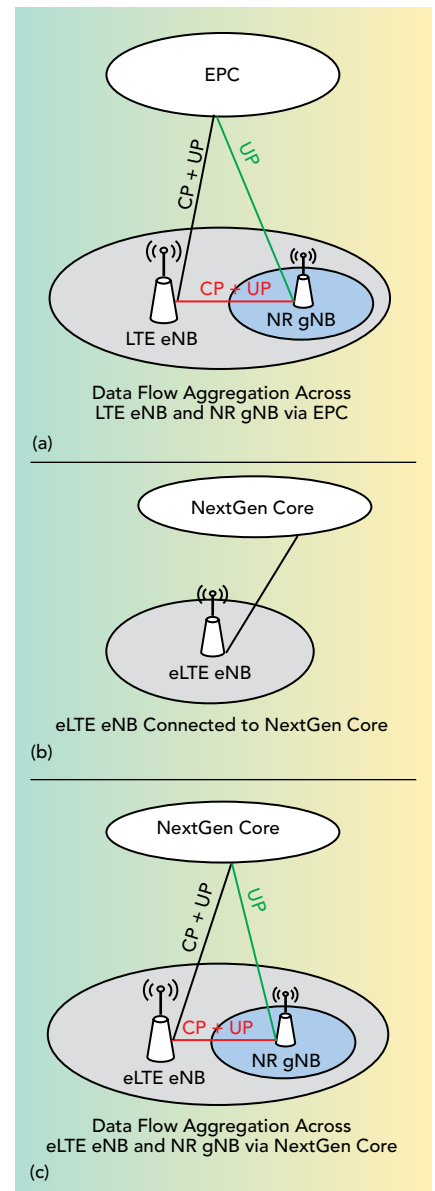 EPC
CP + UP
UP
CP + UP
LTE eNB
NR gNB
Data Flow Aggregation Across
LTE eNB and NR gNB via EPC
(a)
NextGen Core
eLTE eNB
eLTE eNB Connected to NextGen Core
(b)
NextGen Core
CP + UP
UP
CP + UP
eLTE eNB
NR gNB
Data Flow Aggregation Across
eLTE eNB and NR gNB via NextGen Core
(c)